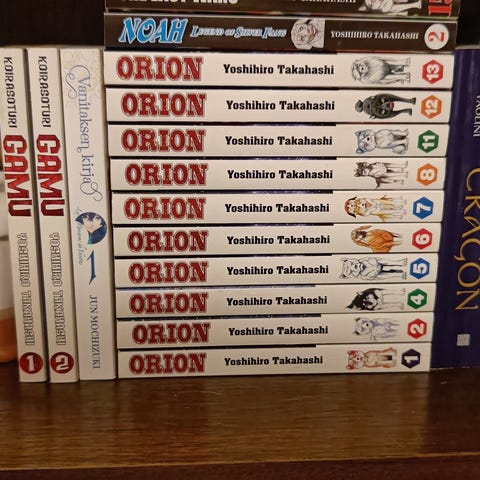 YOSHIHIRO TAKAHASHI
NOAH LEGEND OF SILVER FANG YOSHIHIRO TAKAHASHI 2
KOIRASOTURI GAMU YOSHIHIRO TAKAHASHI 1
KOIRASOTURI GAMU YOSHIHIRO TAKAHASHI 2
Vanitaksen kirja JUN MOCHIZUKI
ORION Yoshihiro Takahashi 13
ORION Yoshihiro Takahashi 12
ORION Yoshihiro Takahashi 11
ORION Yoshihiro Takahashi 8
ORION Yoshihiro Takahashi 7
ORION Yoshihiro Takahashi 6
ORION Yoshihiro Takahashi 5
ORION Yoshihiro Takahashi 4
ORION Yoshihiro Takahashi 2
ORION Yoshihiro Takahashi 1
ERAGON